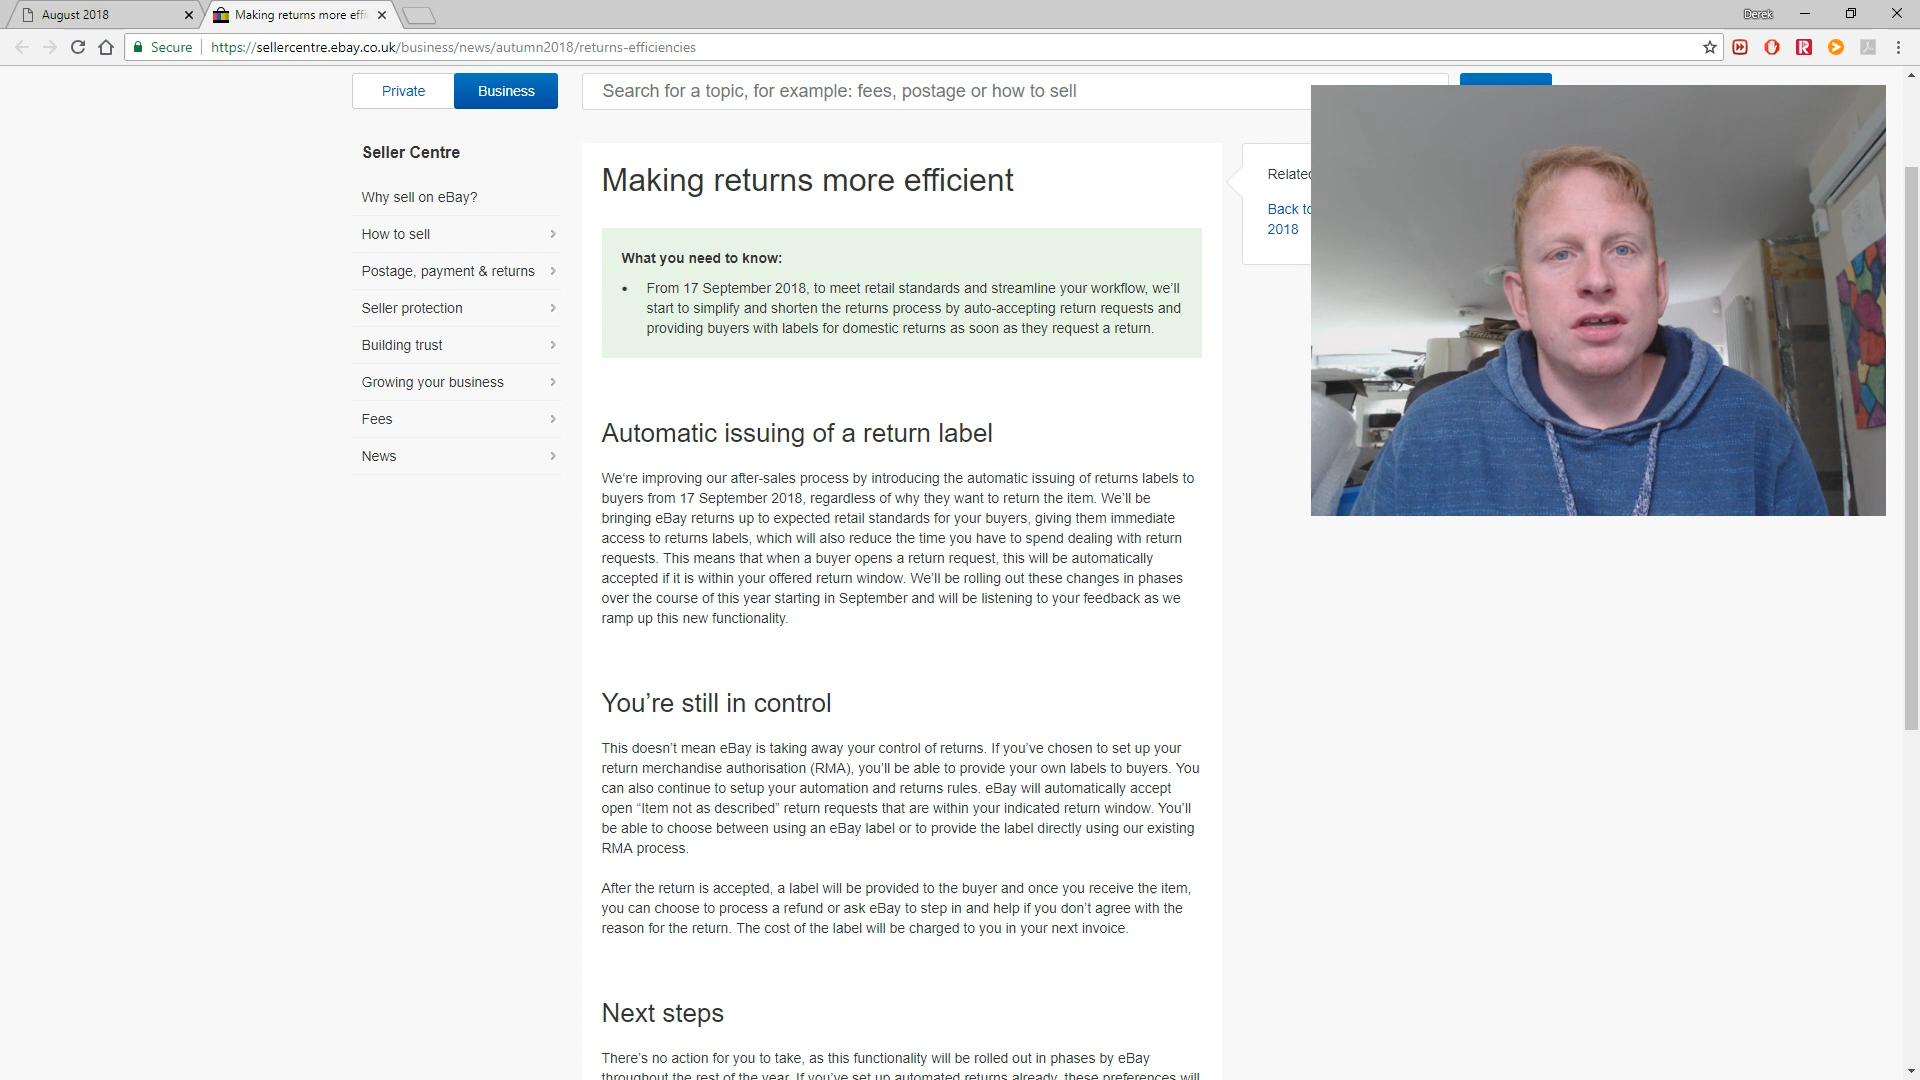 August 2018
Making returns more effi
Derek
Secure
https://sellercentre.ebay.co.uk/business/news/autumn2018/returns-efficiencies
Private
Business
Search for a topic, for example: fees, postage or how to sell
Seller Centre
Why sell on eBay?
How to sell
Postage, payment & returns
Seller protection
Building trust
Growing your business
Fees
News
Making returns more efficient
What you need to know:
• From 17 September 2018, to meet retail standards and streamline your workflow, we’ll
start to simplify and shorten the returns process by auto-accepting return requests and
providing buyers with labels for domestic returns as soon as they request a return.
Related
Back to
2018
Automatic issuing of a return label
We’re improving our after-sales process by introducing the automatic issuing of returns labels to
buyers from 17 September 2018, regardless of why they want to return the item. We’ll be
bringing eBay returns up to expected retail standards for your buyers, giving them immediate
access to returns labels, which will also reduce the time you have to spend dealing with return
requests. This means that when a buyer opens a return request, this will be automatically
accepted if it is within your offered return window. We’ll be rolling out these changes in phases
over the course of this year starting in September and will be listening to your feedback as we
ramp up this new functionality.
You’re still in control
This doesn’t mean eBay is taking away your control of returns. If you’ve chosen to set up your
return merchandise authorisation (RMA), you’ll be able to provide your own labels to buyers. You
can also continue to setup your automation and returns rules. eBay will automatically accept
open “Item not as described” return requests that are within your indicated return window. You’ll
be able to choose between using an eBay label or to provide the label directly using our existing
RMA process.
After the return is accepted, a label will be provided to the buyer and once you receive the item,
you can choose to process a refund or ask eBay to step in and help if you don’t agree with the
reason for the return. The cost of the label will be charged to you in your next invoice.
Next steps
There’s no action for you to take, as this functionality will be rolled out in phases by eBay
throughout the rest of the year. If you’ve set up automated returns already, these preferences will